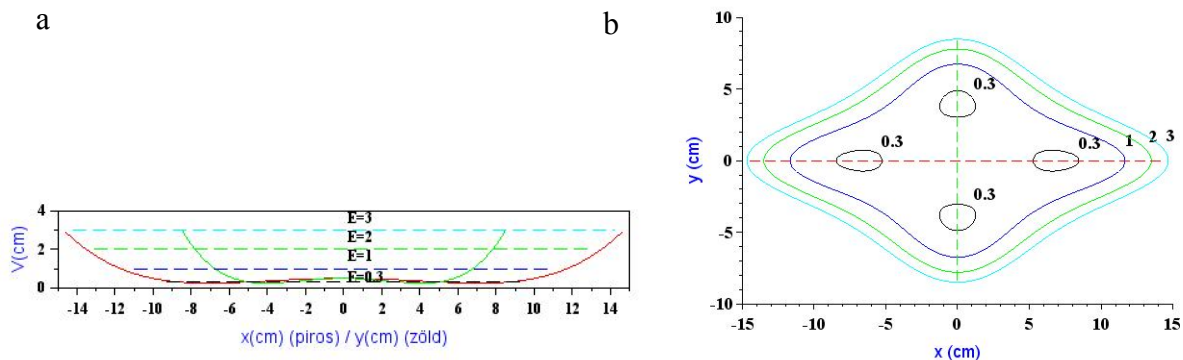 a
V(cm)
4
2
0
E=3
E=2
E=1
E=0.3
-14 -12 -10 -8 -6 -4 -2 0 2 4 6 8 10 12 14
x(cm) (piros) / y(cm) (zöld)
b
y (cm)
10
5
0
-5
-10
0.3
0.3
0.3
1 2 3
0.3
-15 -10 -5 0 5 10 15
x (cm)